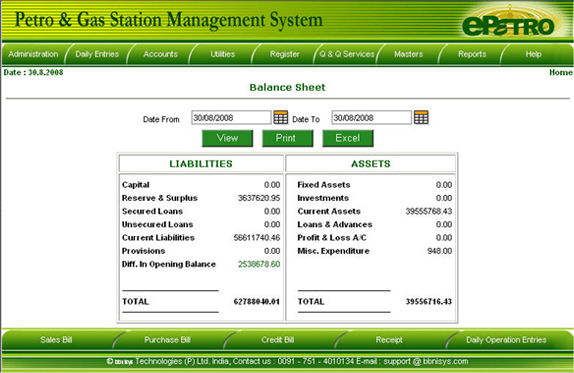 Petro & Gas Station Management System
ePetro
Administration Daily Entries Accounts Utilities Register Q & Q Services Masters Reports Help
Date : 30.8.2008 Home
Balance Sheet
Date From 30/08/2008 Date To 30/08/2008
View Print Excel
LIABILITIES ASSETS
Capital 0.00 Fixed Assets 0.00
Reserve & Surplus 3637620.95 Investments 0.00
Secured Loans 0.00 Current Assets 39555768.43
Unsecured Loans 0.00 Loans & Advances 0.00
Current Liabilities 56611740.46 Profit & Loss A/C 0.00
Provisions 0.00 Misc. Expenditure 948.00
Diff. In Opening Balance 2538678.60
TOTAL 62788040.01 TOTAL 39556716.43
Sales Bill Purchase Bill Credit Bill Receipt Daily Operation Entries
© bbnisys Technologies (P) Ltd. India, Contact us : 0091 - 751 - 4010134 E-mail : support @ bbnisys.com